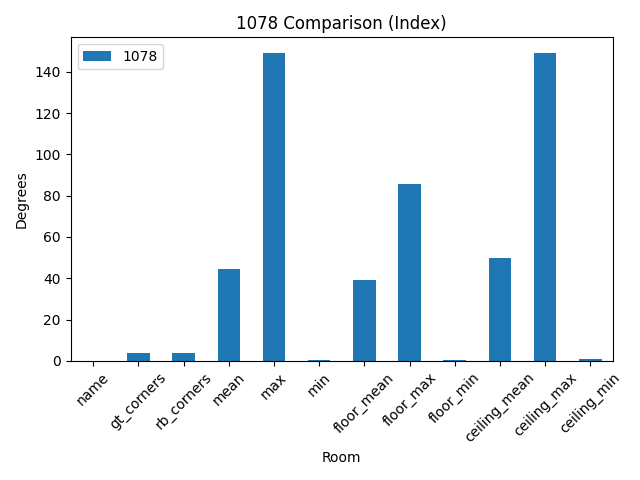 1078 Comparison (Index)
1078
Degrees
140
120
100
80
60
40
20
0
name
gt_corners
rb_corners
mean
max
min
floor_mean
floor_max
floor_min
ceiling_mean
ceiling_max
ceiling_min
Room